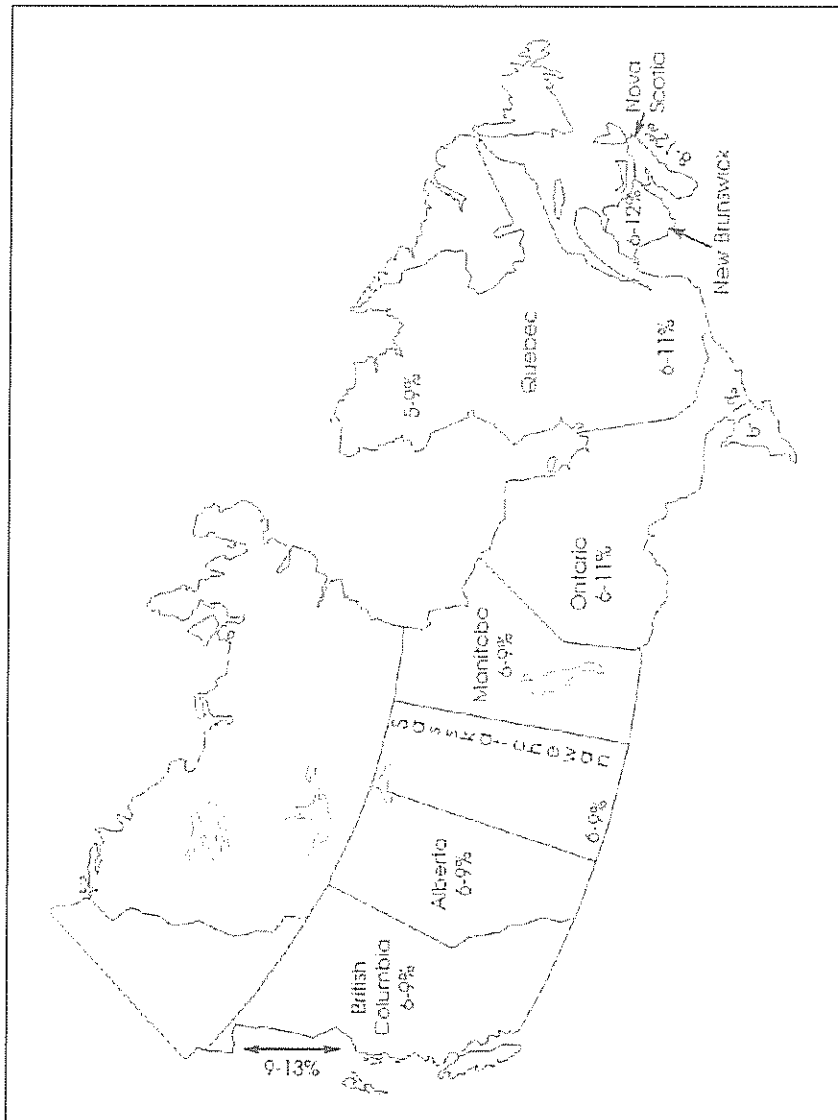 9-13%
British
Columbia
6-9%
Alberta
6-9%
Saskatchewan
6-9%
Manitoba
6-9%
Ontario
6-11%
5-9%
Quebec
6-11%
6-12%
New Brunswick
Nova
Scotia